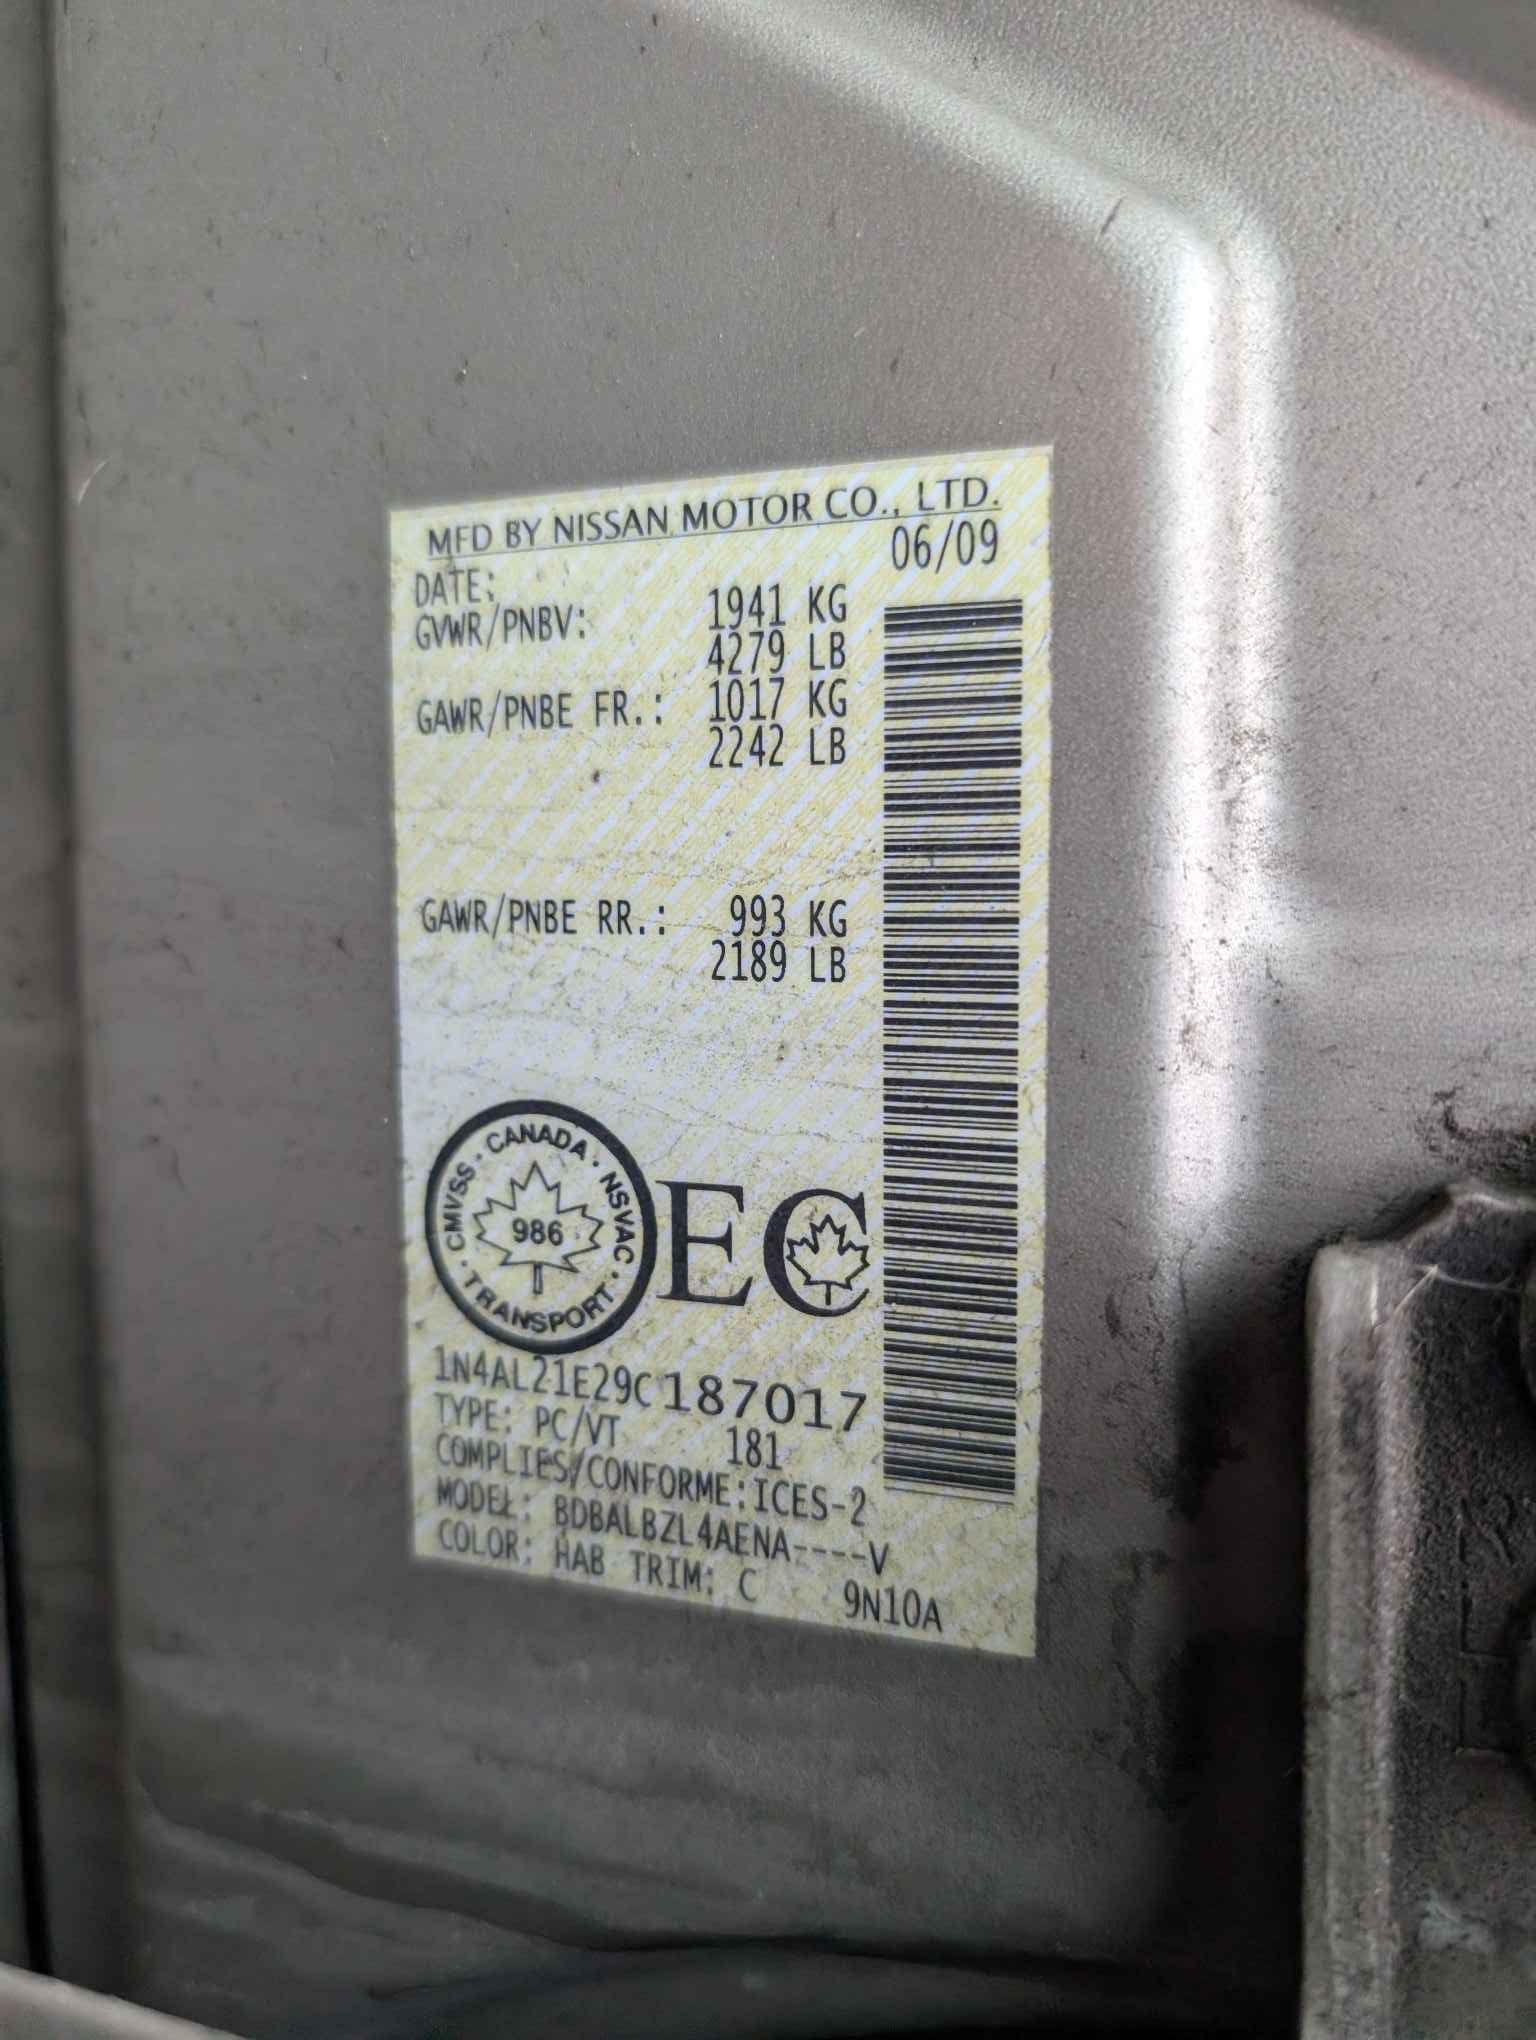 MFD BY NISSAN MOTOR CO., LTD.
DATE: 06/09
GVWR/PNBV: 1941 KG
4279 LB
GAWR/PNBE FR.: 1017 KG
2242 LB
GAWR/PNBE RR.: 993 KG
2189 LB
CANADA · NSVAC · TRANSPORT · CMVSS ·
986
EC
1N4AL21E29C187017
TYPE: PC/VT 181
COMPLIES/CONFORME:ICES-2
MODEL: BDBALBZL4AENA----V
COLOR: HAB TRIM: C 9N10A